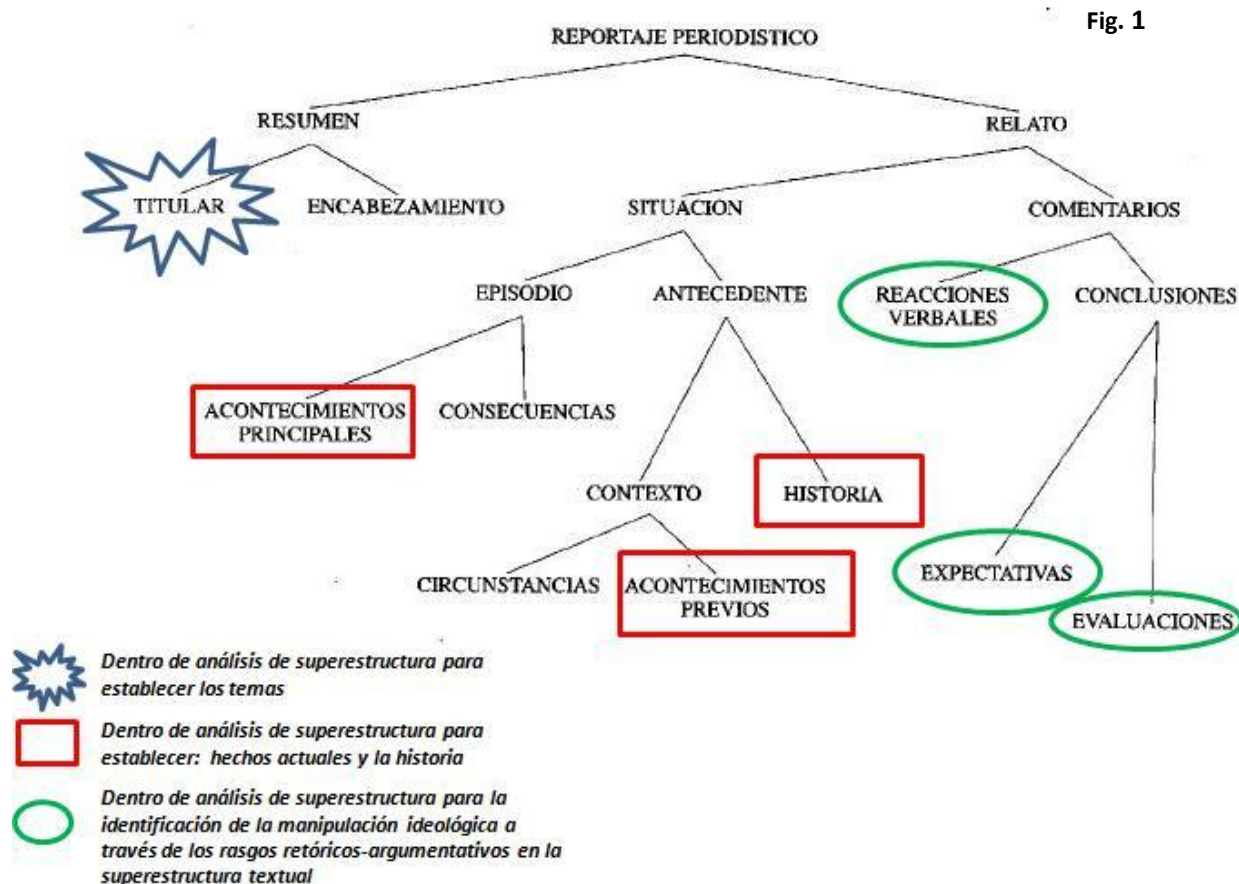 Fig. 1
REPORTAJE PERIODISTICO
RESUMEN
RELATO
TITULAR
ENCABEZAMIENTO
SITUACION
COMENTARIOS
EPISODIO
ANTECEDENTE
REACCIONES
VERBALES
CONCLUSIONES
ACONTECIMIENTOS
PRINCIPALES
CONSECUENCIAS
CONTEXTO
HISTORIA
CIRCUNSTANCIAS
ACONTECIMIENTOS
PREVIOS
EXPECTATIVAS
EVALUACIONES
Dentro de análisis de superestructura para
establecer los temas
Dentro de análisis de superestructura para
establecer: hechos actuales y la historia
Dentro de análisis de superestructura para la
identificación de la manipulación ideológica a
través de los rasgos retóricos-argumentativos en la
superestructura textual